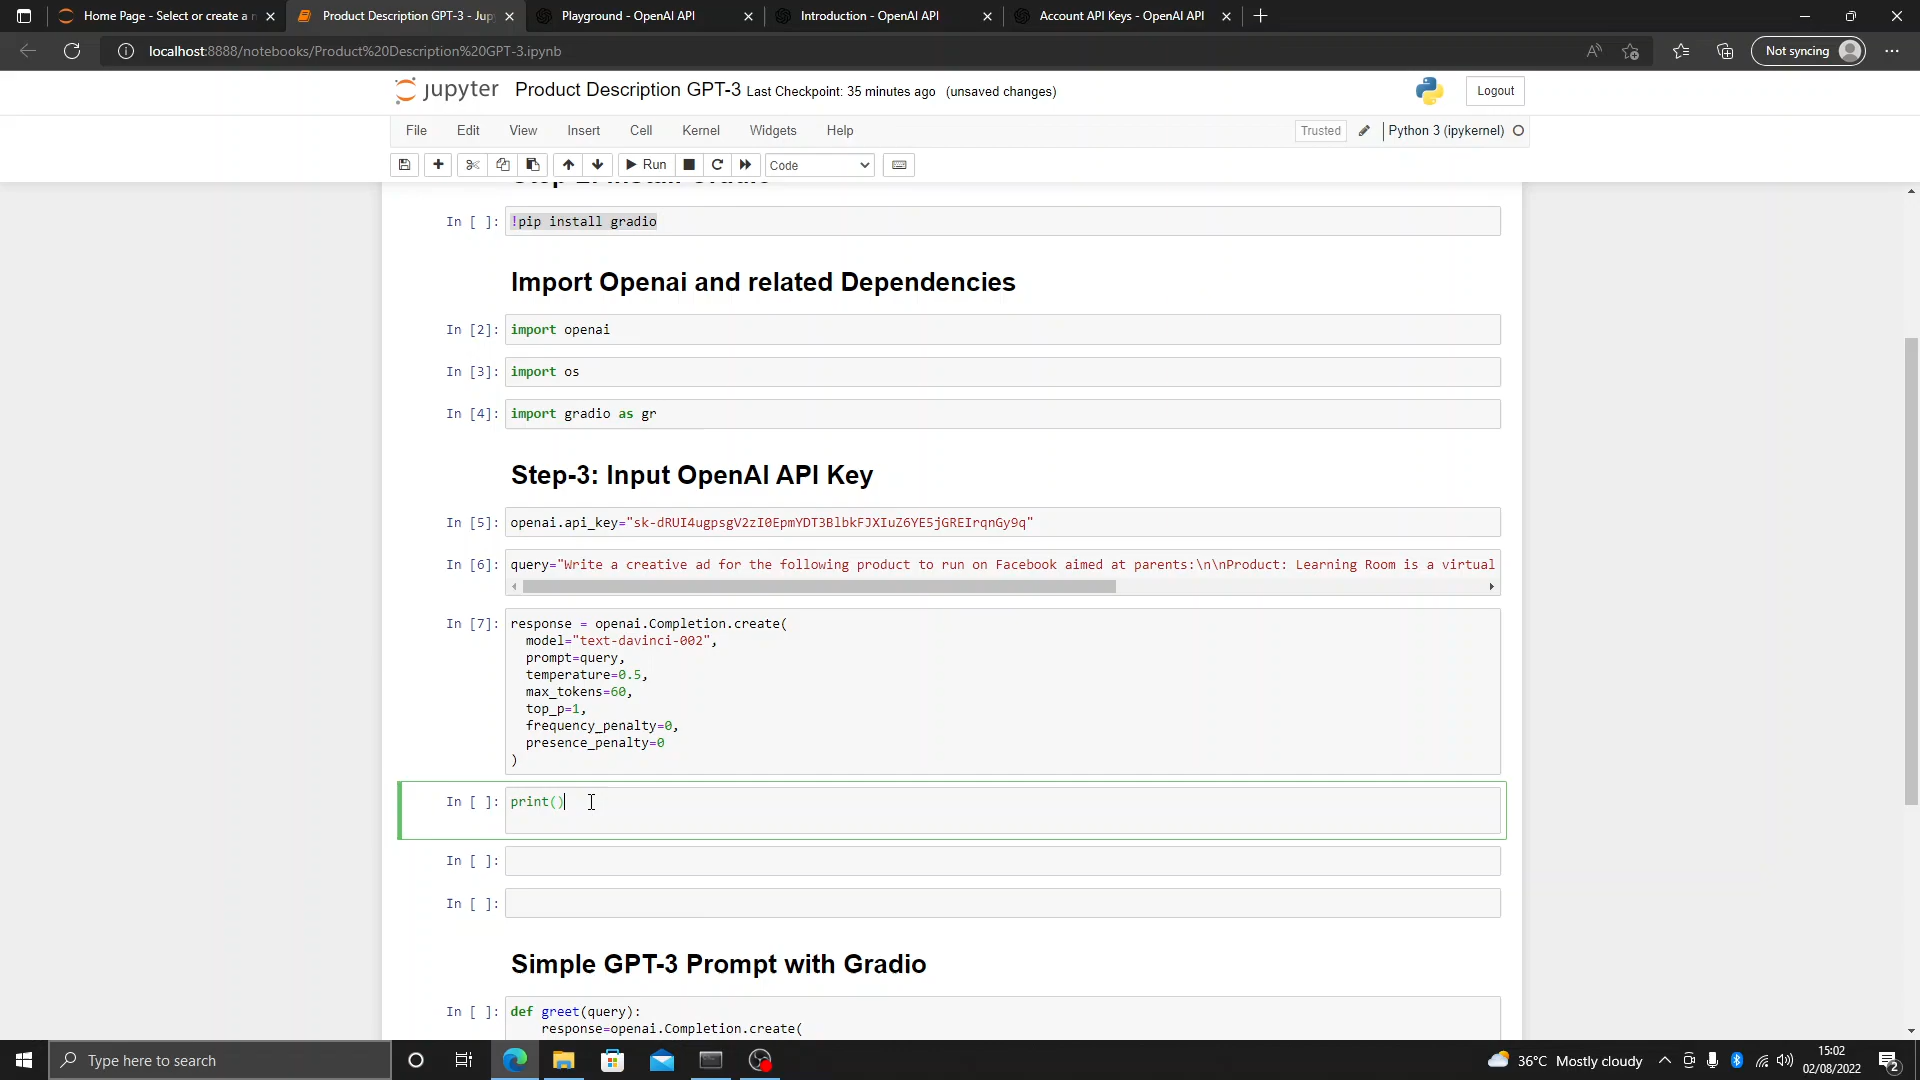 Home Page - Select or create a n
Product Description GPT-3 - Jup
Playground - OpenAI API
Introduction - OpenAI API
Account API Keys - OpenAI API
localhost:8888/notebooks/Product%20Description%20GPT-3.ipynb
Not syncing
jupyter Product Description GPT-3 Last Checkpoint: 35 minutes ago (unsaved changes)
Logout
File Edit View Insert Cell Kernel Widgets Help
Trusted
Python 3 (ipykernel)
Run
Code
In [ ]: !pip install gradio
Import Openai and related Dependencies
In [2]: import openai
In [3]: import os
In [4]: import gradio as gr
Step-3: Input OpenAI API Key
In [5]: openai.api_key="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"
In [6]: query="Write a creative ad for the following product to run on Facebook aimed at parents:\n\nProduct: Learning Room is a virtual
In [7]: response = openai.Completion.create(
model="text-davinci-002",
prompt=query,
temperature=0.5,
max_tokens=60,
top_p=1,
frequency_penalty=0,
presence_penalty=0
)
In [ ]: print()
In [ ]:
In [ ]:
Simple GPT-3 Prompt with Gradio
In [ ]: def greet(query):
response=openai.Completion.create(
Type here to search
36°C Mostly cloudy
15:02
02/08/2022
2